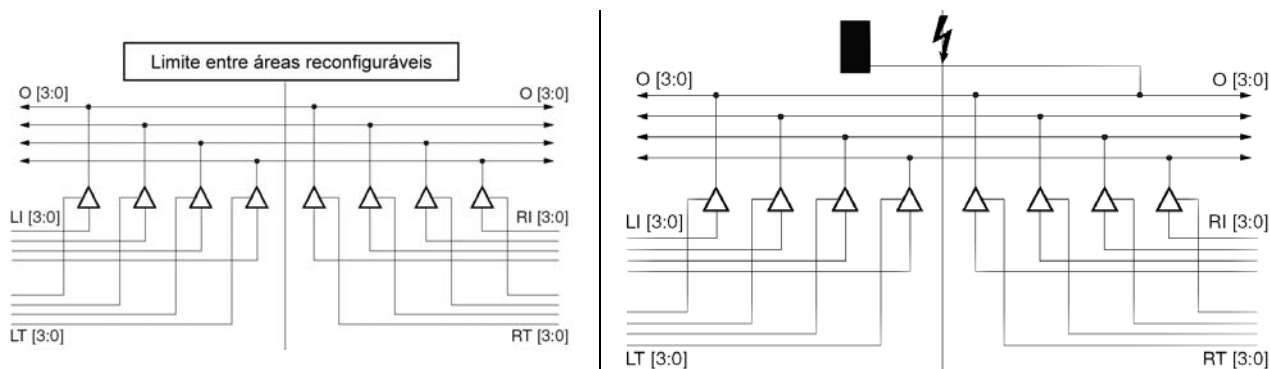 Limite entre áreas reconfiguráveis
O [3:0]
O [3:0]
LI [3:0]
RI [3:0]
LT [3:0]
RT [3:0]
O [3:0]
O [3:0]
LI [3:0]
RI [3:0]
LT [3:0]
RT [3:0]